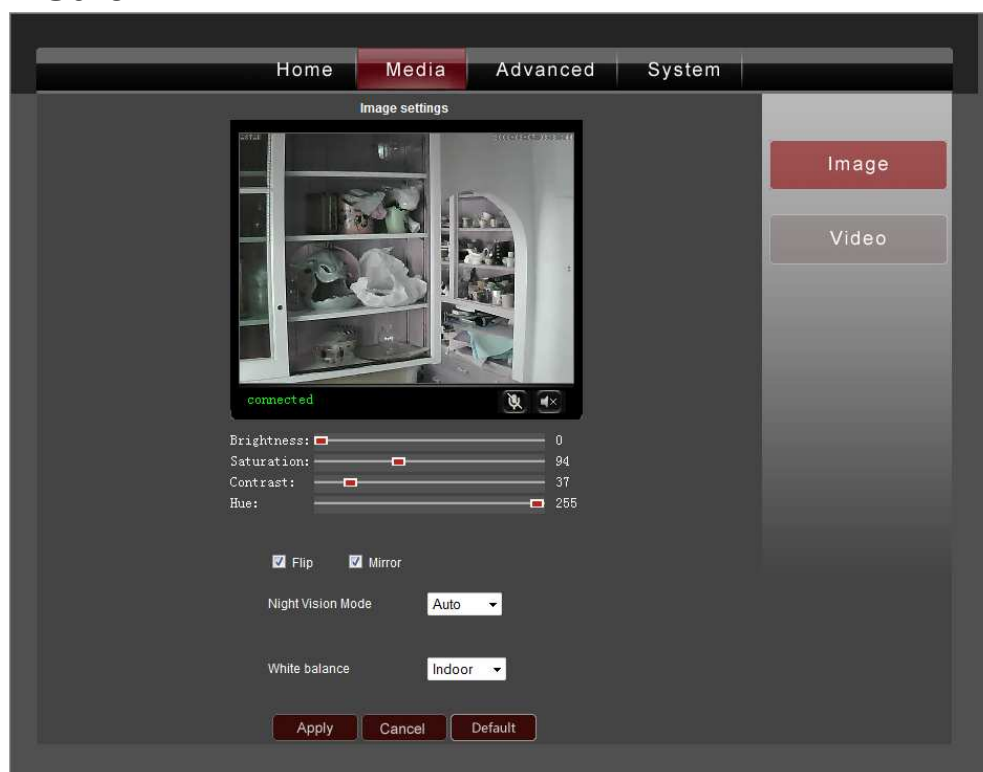 Home Media Advanced System
Image settings
Image
Video
connected
Brightness: 0
Saturation: 94
Contrast: 37
Hue: 255
Flip Mirror
Night Vision Mode Auto
White balance Indoor
Apply Cancel Default